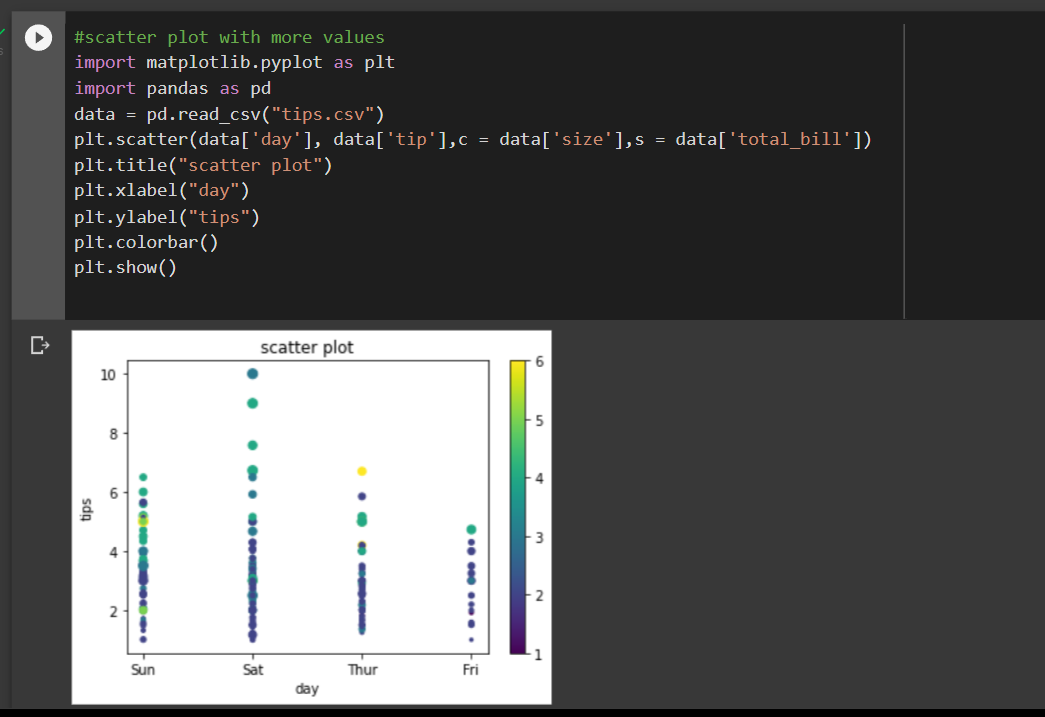 #scatter plot with more values
import matplotlib.pyplot as plt
import pandas as pd
data = pd.read_csv("tips.csv")
plt.scatter(data['day'], data['tip'],c = data['size'],s = data['total_bill'])
plt.title("scatter plot")
plt.xlabel("day")
plt.ylabel("tips")
plt.colorbar()
plt.show()
scatter plot
10
8
6
4
2
tips
Sun Sat Thur Fri
day
6
5
4
3
2
1